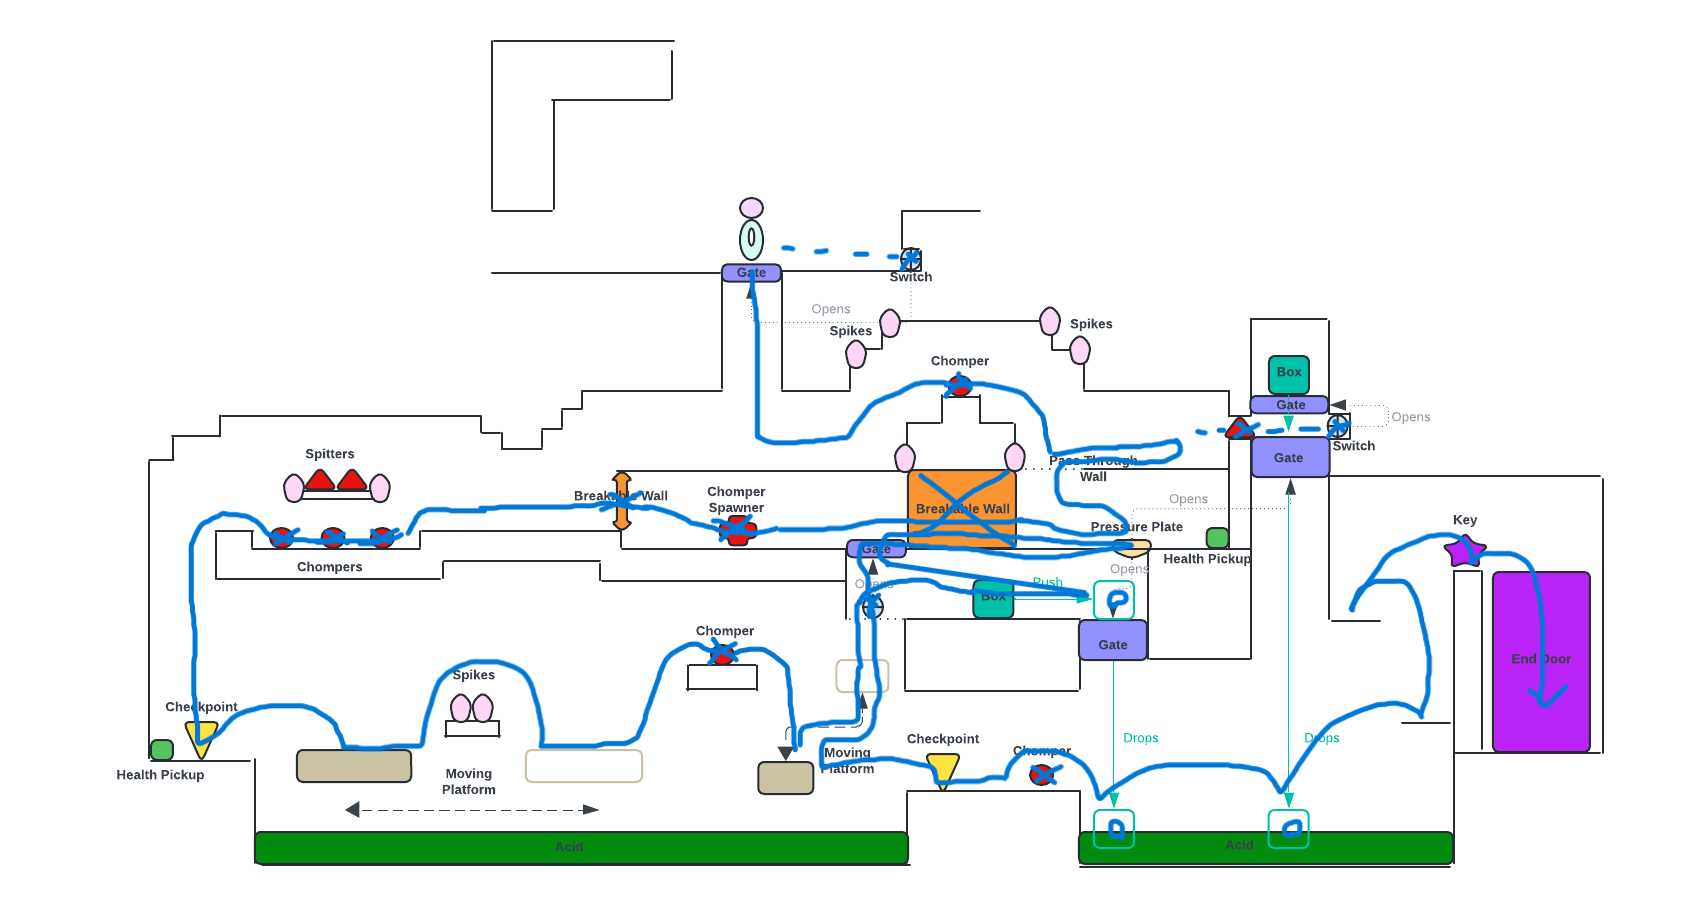 Gate
Switch
Opens
Spikes
Spikes
Chomper
Box
Gate
Opens
Switch
Spitters
Pass Through
Wall
Gate
Breakable Wall
Chomper
Spawner
Breakable Wall
Opens
Pressure Plate
Key
Gate
Health Pickup
Chompers
Opens
Opens
Push
Box
Chomper
Gate
End Door
Spikes
Checkpoint
Checkpoint
Drops
Drops
Chomper
Moving
Platform
Health Pickup
Moving
Platform
Acid
Acid